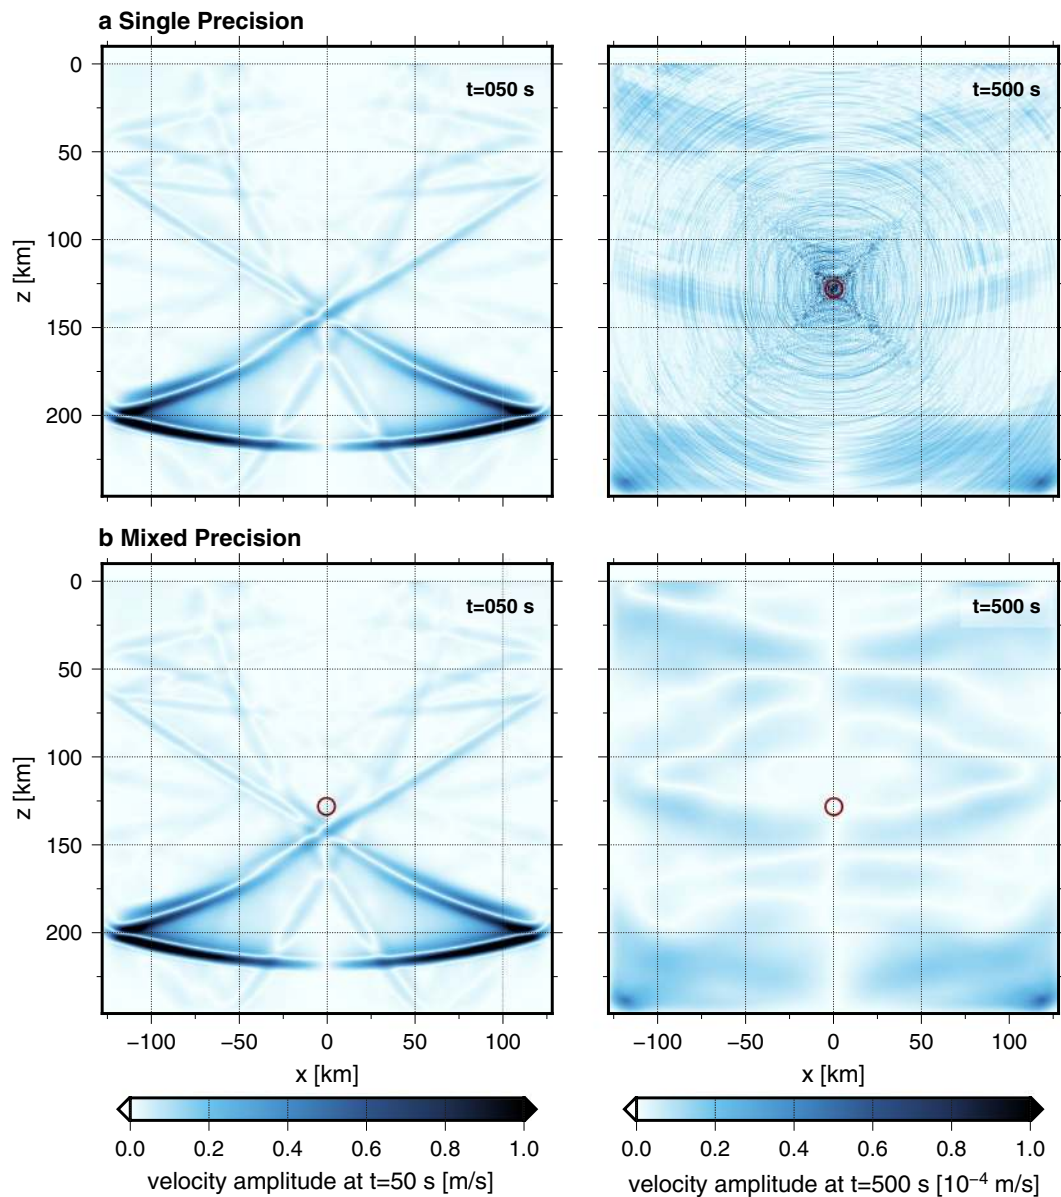 a Single Precision
t=050 s
t=500 s
0
50
100
150
200
z [km]
b Mixed Precision
t=050 s
t=500 s
0
50
100
150
200
z [km]
−100 −50 0 50 100
−100 −50 0 50 100
x [km]
x [km]
0.0 0.2 0.4 0.6 0.8 1.0
0.0 0.2 0.4 0.6 0.8 1.0
velocity amplitude at t=50 s [m/s]
velocity amplitude at t=500 s [10⁻⁴ m/s]